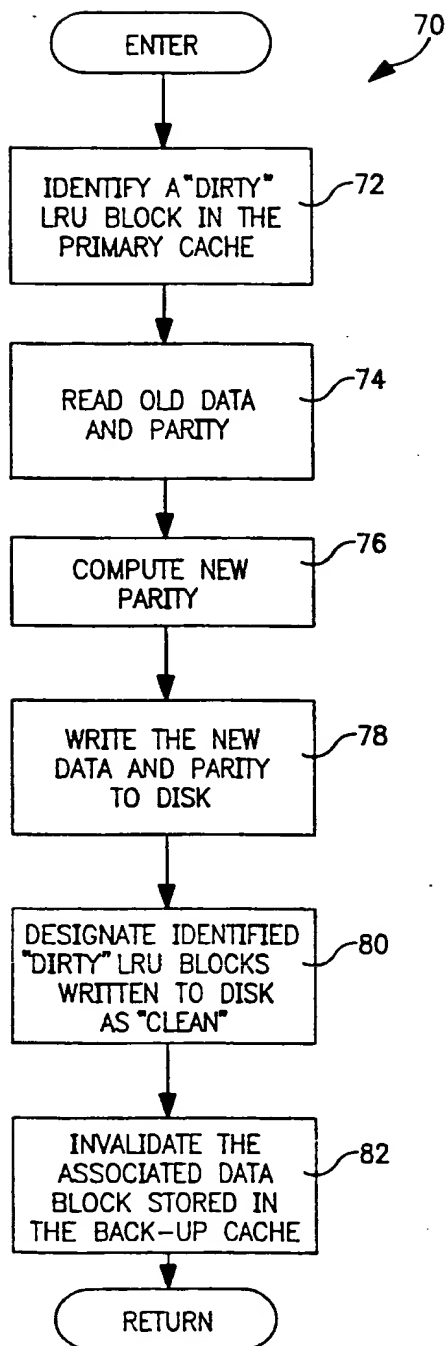 ENTER
70
IDENTIFY A "DIRTY"
LRU BLOCK IN THE
PRIMARY CACHE
72
READ OLD DATA
AND PARITY
74
COMPUTE NEW
PARITY
76
WRITE THE NEW
DATA AND PARITY
TO DISK
78
DESIGNATE IDENTIFIED
"DIRTY" LRU BLOCKS
WRITTEN TO DISK
AS "CLEAN"
80
INVALIDATE THE
ASSOCIATED DATA
BLOCK STORED IN
THE BACK-UP CACHE
82
RETURN